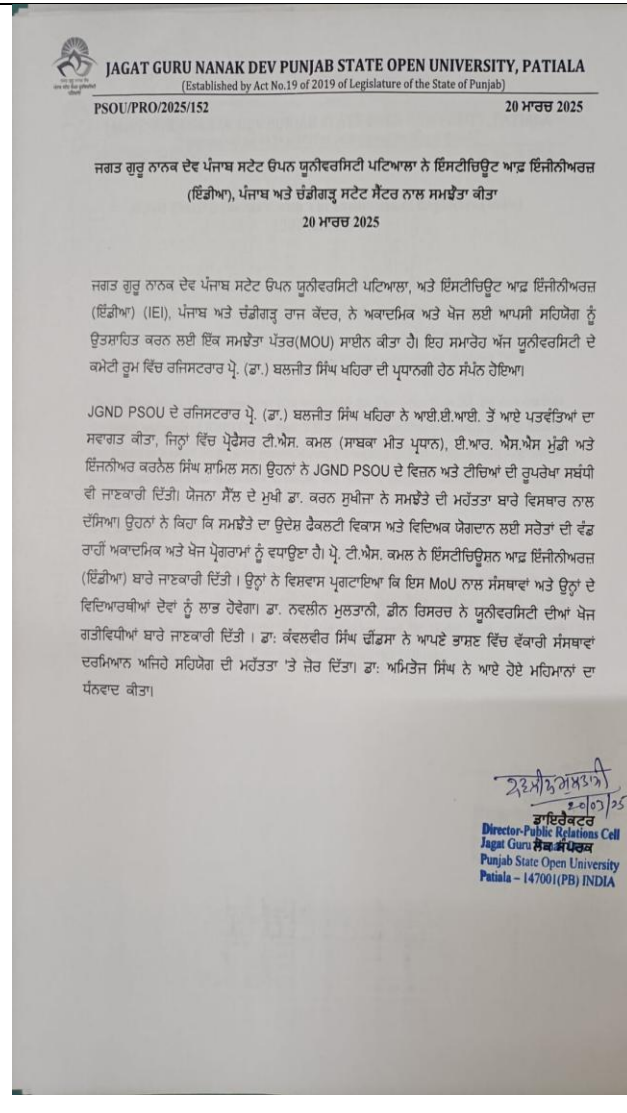 JAGAT GURU NANAK DEV PUNJAB STATE OPEN UNIVERSITY, PATIALA
(Established by Act No.19 of 2019 of Legislature of the State of Punjab)
PSOU/PRO/2025/152 20 ਮਾਰਚ 2025
ਜਗਤ ਗੁਰੂ ਨਾਨਕ ਦੇਵ ਪੰਜਾਬ ਸਟੇਟ ਓਪਨ ਯੂਨੀਵਰਸਿਟੀ ਪਟਿਆਲਾ ਨੇ ਇੰਸਟੀਚਿਊਟ ਆਫ਼ ਇੰਜੀਨੀਅਰਜ਼
(ਇੰਡੀਆ), ਪੰਜਾਬ ਅਤੇ ਚੰਡੀਗੜ੍ਹ ਸਟੇਟ ਸੈਂਟਰ ਨਾਲ ਸਮਝੌਤਾ ਕੀਤਾ
20 ਮਾਰਚ 2025
ਜਗਤ ਗੁਰੂ ਨਾਨਕ ਦੇਵ ਪੰਜਾਬ ਸਟੇਟ ਓਪਨ ਯੂਨੀਵਰਸਿਟੀ ਪਟਿਆਲਾ, ਅਤੇ ਇੰਸਟੀਚਿਊਟ ਆਫ਼ ਇੰਜੀਨੀਅਰਜ਼
(ਇੰਡੀਆ) (IEI), ਪੰਜਾਬ ਅਤੇ ਚੰਡੀਗੜ੍ਹ ਰਾਜ ਕੇਂਦਰ, ਨੇ ਅਕਾਦਮਿਕ ਅਤੇ ਖੋਜ ਲਈ ਆਪਸੀ ਸਹਿਯੋਗ ਨੂੰ
ਉਤਸ਼ਾਹਿਤ ਕਰਨ ਲਈ ਇੱਕ ਸਮਝੌਤਾ ਪੱਤਰ(MOU) ਸਾਈਨ ਕੀਤਾ ਹੈ। ਇਹ ਸਮਾਰੋਹ ਅੱਜ ਯੂਨੀਵਰਸਿਟੀ ਦੇ
ਕਮੇਟੀ ਰੂਮ ਵਿੱਚ ਰਜਿਸਟਰਾਰ ਪ੍ਰੋ. (ਡਾ.) ਬਲਜੀਤ ਸਿੰਘ ਖਹਿਰਾ ਦੀ ਪ੍ਰਧਾਨਗੀ ਹੇਠ ਸੰਪੰਨ ਹੋਇਆ।
JGND PSOU ਦੇ ਰਜਿਸਟਰਾਰ ਪ੍ਰੋ. (ਡਾ.) ਬਲਜੀਤ ਸਿੰਘ ਖਹਿਰਾ ਨੇ ਆਈ.ਈ.ਆਈ. ਤੋਂ ਆਏ ਪਤਵੰਤਿਆਂ ਦਾ
ਸਵਾਗਤ ਕੀਤਾ, ਜਿਨ੍ਹਾਂ ਵਿੱਚ ਪ੍ਰੋਫੈਸਰ ਟੀ.ਐਸ. ਕਮਲ (ਸਾਬਕਾ ਮੀਤ ਪ੍ਰਧਾਨ), ਈ.ਆਰ. ਐਸ.ਐਸ ਮੁੰਡੀ ਅਤੇ
ਇੰਜਨੀਅਰ ਕਰਨੈਲ ਸਿੰਘ ਸ਼ਾਮਿਲ ਸਨ। ਉਹਨਾਂ ਨੇ JGND PSOU ਦੇ ਵਿਜ਼ਨ ਅਤੇ ਟੀਚਿਆਂ ਦੀ ਰੂਪਰੇਖਾ ਸਬੰਧੀ
ਵੀ ਜਾਣਕਾਰੀ ਦਿੱਤੀ। ਯੋਜਨਾ ਸੈੱਲ ਦੇ ਮੁਖੀ ਡਾ. ਕਰਨ ਸੁਖੀਜਾ ਨੇ ਸਮਝੌਤੇ ਦੀ ਮਹੱਤਤਾ ਬਾਰੇ ਵਿਸਥਾਰ ਨਾਲ
ਦੱਸਿਆ। ਉਹਨਾਂ ਨੇ ਕਿਹਾ ਕਿ ਸਮਝੌਤੇ ਦਾ ਉਦੇਸ਼ ਫੈਕਲਟੀ ਵਿਕਾਸ ਅਤੇ ਵਿਦਿਅਕ ਯੋਗਦਾਨ ਲਈ ਸਰੋਤਾਂ ਦੀ ਵੰਡ
ਰਾਹੀਂ ਅਕਾਦਮਿਕ ਅਤੇ ਖੋਜ ਪ੍ਰੋਗਰਾਮਾਂ ਨੂੰ ਵਧਾਉਣਾ ਹੈ। ਪ੍ਰੋ. ਟੀ.ਐਸ. ਕਮਲ ਨੇ ਇੰਸਟੀਚਿਊਸ਼ਨ ਆਫ਼ ਇੰਜੀਨੀਅਰਜ਼
(ਇੰਡੀਆ) ਬਾਰੇ ਜਾਣਕਾਰੀ ਦਿੱਤੀ । ਉਨ੍ਹਾਂ ਨੇ ਵਿਸ਼ਵਾਸ ਪ੍ਰਗਟਾਇਆ ਕਿ ਇਸ MoU ਨਾਲ ਸੰਸਥਾਵਾਂ ਅਤੇ ਉਨ੍ਹਾਂ ਦੇ
ਵਿਦਿਆਰਥੀਆਂ ਦੋਵਾਂ ਨੂੰ ਲਾਭ ਹੋਵੇਗਾ। ਡਾ. ਨਵਲੀਨ ਮੁਲਤਾਨੀ, ਡੀਨ ਰਿਸਰਚ ਨੇ ਯੂਨੀਵਰਸਿਟੀ ਦੀਆਂ ਖੋਜ
ਗਤੀਵਿਧੀਆਂ ਬਾਰੇ ਜਾਣਕਾਰੀ ਦਿੱਤੀ । ਡਾ: ਕੰਵਲਵੀਰ ਸਿੰਘ ਢੀਂਡਸਾ ਨੇ ਆਪਣੇ ਭਾਸ਼ਣ ਵਿੱਚ ਵੱਕਾਰੀ ਸੰਸਥਾਵਾਂ
ਦਰਮਿਆਨ ਅਜਿਹੇ ਸਹਿਯੋਗ ਦੀ ਮਹੱਤਤਾ 'ਤੇ ਜ਼ੋਰ ਦਿੱਤਾ। ਡਾ: ਅਮਿਤੋਜ ਸਿੰਘ ਨੇ ਆਏ ਹੋਏ ਮਹਿਮਾਨਾਂ ਦਾ
ਧੰਨਵਾਦ ਕੀਤਾ।
20/03/25
ਡਾਇਰੈਕਟਰ
Director-Public Relations Cell
Jagat Guru
ਲੋਕ ਸੰਪਰਕ
Punjab State Open University
Patiala – 147001(PB) INDIA